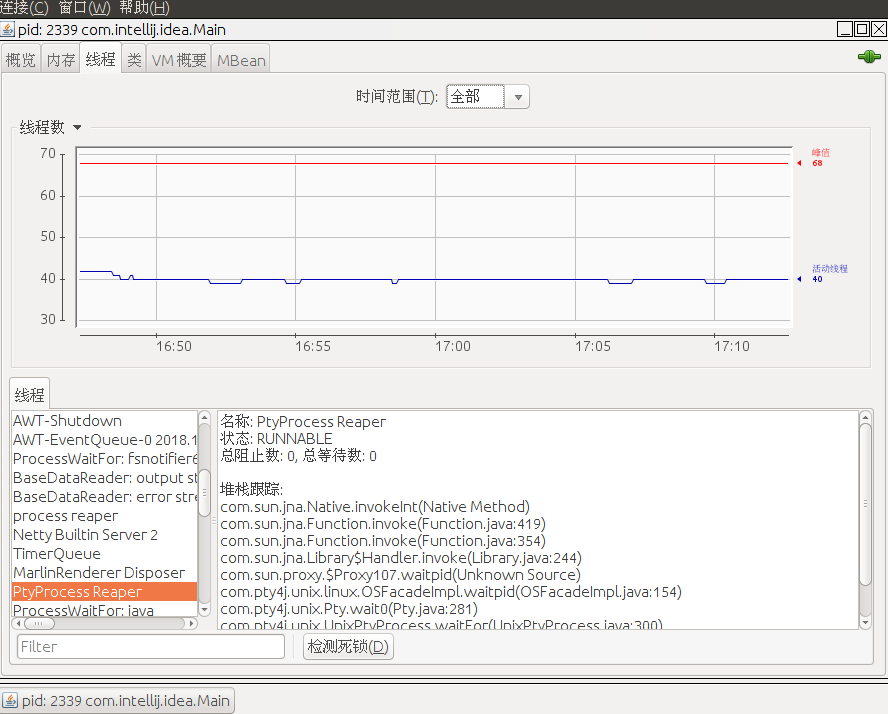 连接(C) 窗口(W) 帮助(H)
pid: 2339 com.intellij.idea.Main
概览 内存 线程 类 VM 概要 MBean
时间范围(T): 全部
线程数
70
60
50
40
30
峰值
68
活动线程
40
16:50 16:55 17:00 17:05 17:10
线程
AWT-Shutdown
AWT-EventQueue-0 2018.1
ProcessWaitFor: fsnotifier6
BaseDataReader: output st
BaseDataReader: error stre
process reaper
Netty Builtin Server 2
TimerQueue
MarlinRenderer Disposer
PtyProcess Reaper
ProcessWaitFor: java
名称: PtyProcess Reaper
状态: RUNNABLE
总阻止数: 0, 总等待数: 0
堆栈跟踪:
com.sun.jna.Native.invokeInt(Native Method)
com.sun.jna.Function.invoke(Function.java:419)
com.sun.jna.Function.invoke(Function.java:354)
com.sun.jna.Library$Handler.invoke(Library.java:244)
com.sun.proxy.$Proxy107.waitpid(Unknown Source)
com.pty4j.unix.linux.OSFacadeImpl.waitpid(OSFacadeImpl.java:154)
com.pty4j.unix.Pty.wait0(Pty.java:281)
com.pty4j.unix.UnixPtyProcess.waitFor(UnixPtyProcess.java:300)
Filter
检测死锁(D)
pid: 2339 com.intellij.idea.Main